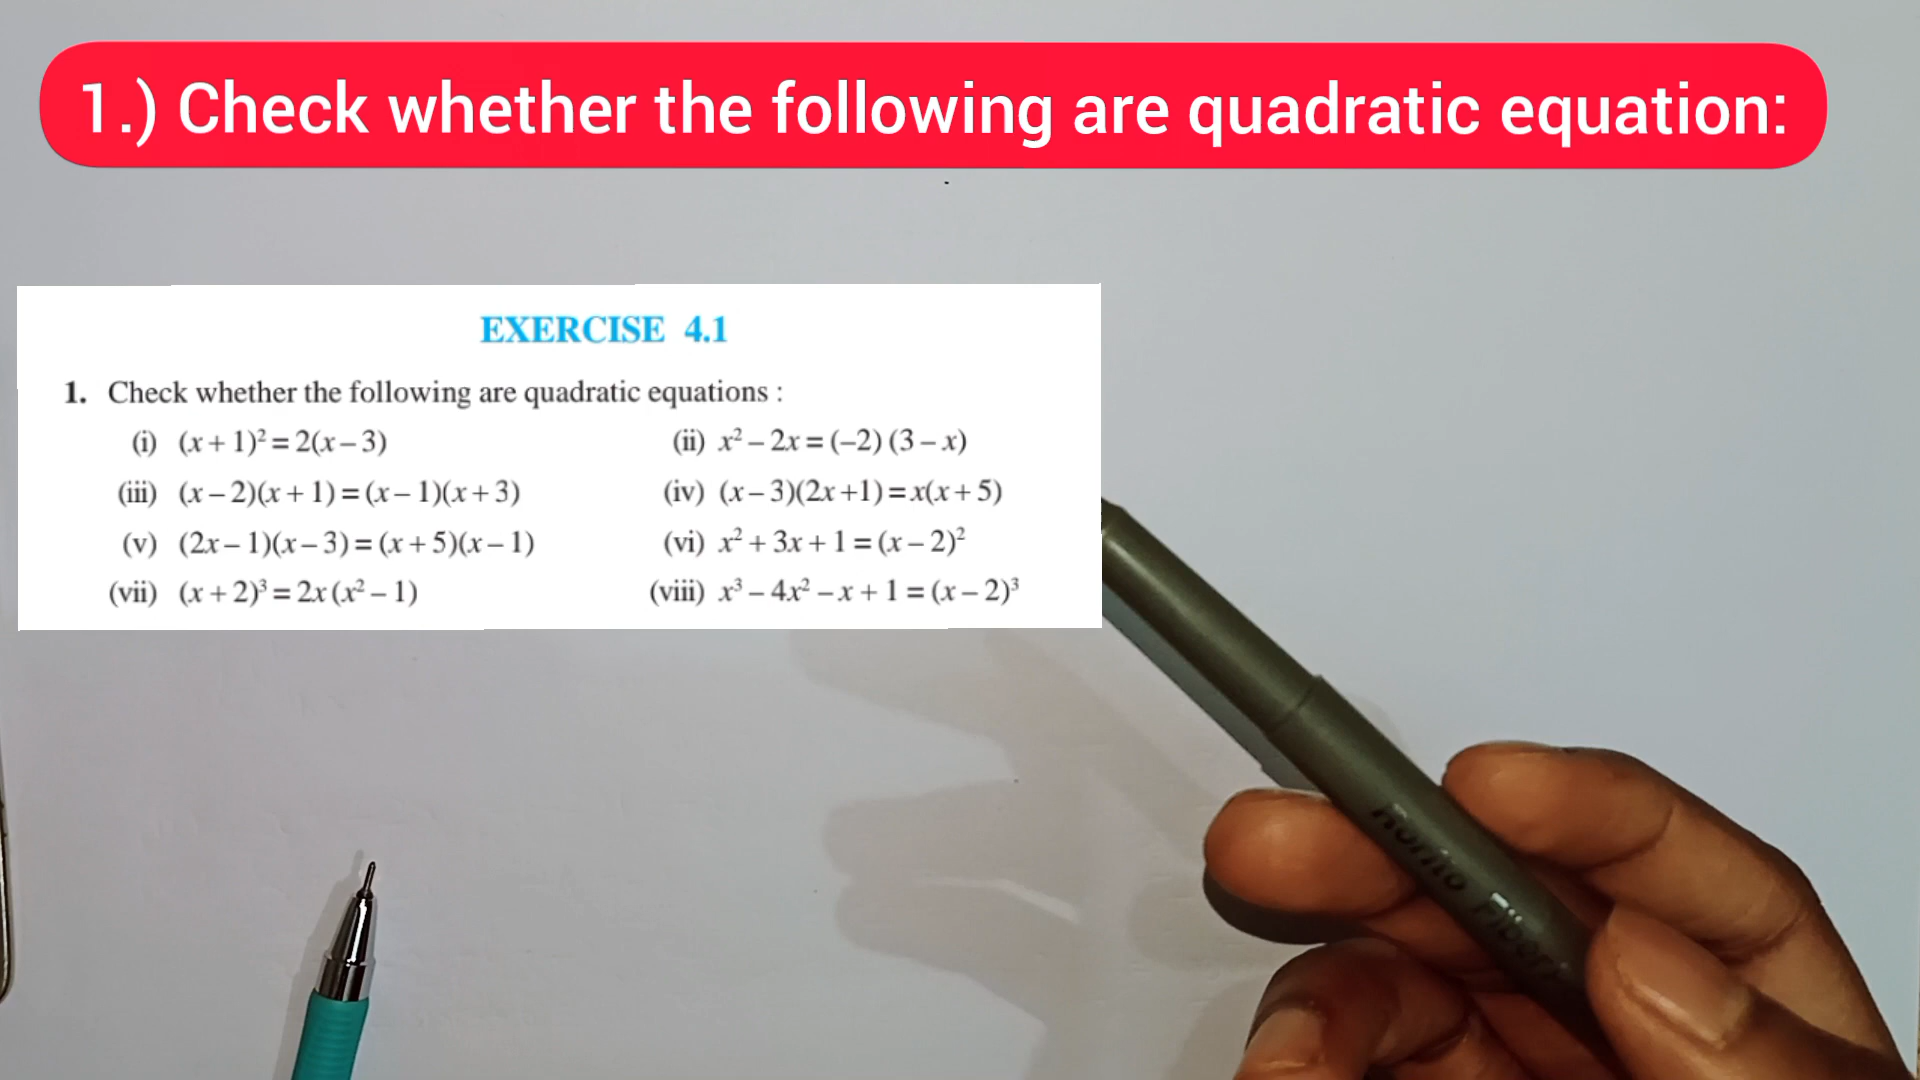 1.) Check whether the following are quadratic equation:
EXERCISE 4.1
1. Check whether the following are quadratic equations :
(i) (x + 1)² = 2(x – 3) (ii) x² – 2x = (–2) (3 – x)
(iii) (x – 2)(x + 1) = (x – 1)(x + 3) (iv) (x – 3)(2x +1) = x(x + 5)
(v) (2x – 1)(x – 3) = (x + 5)(x – 1) (vi) x² + 3x + 1 = (x – 2)²
(vii) (x + 2)³ = 2x (x² – 1) (viii) x³ – 4x² – x + 1 = (x – 2)³
Rorito Fiber